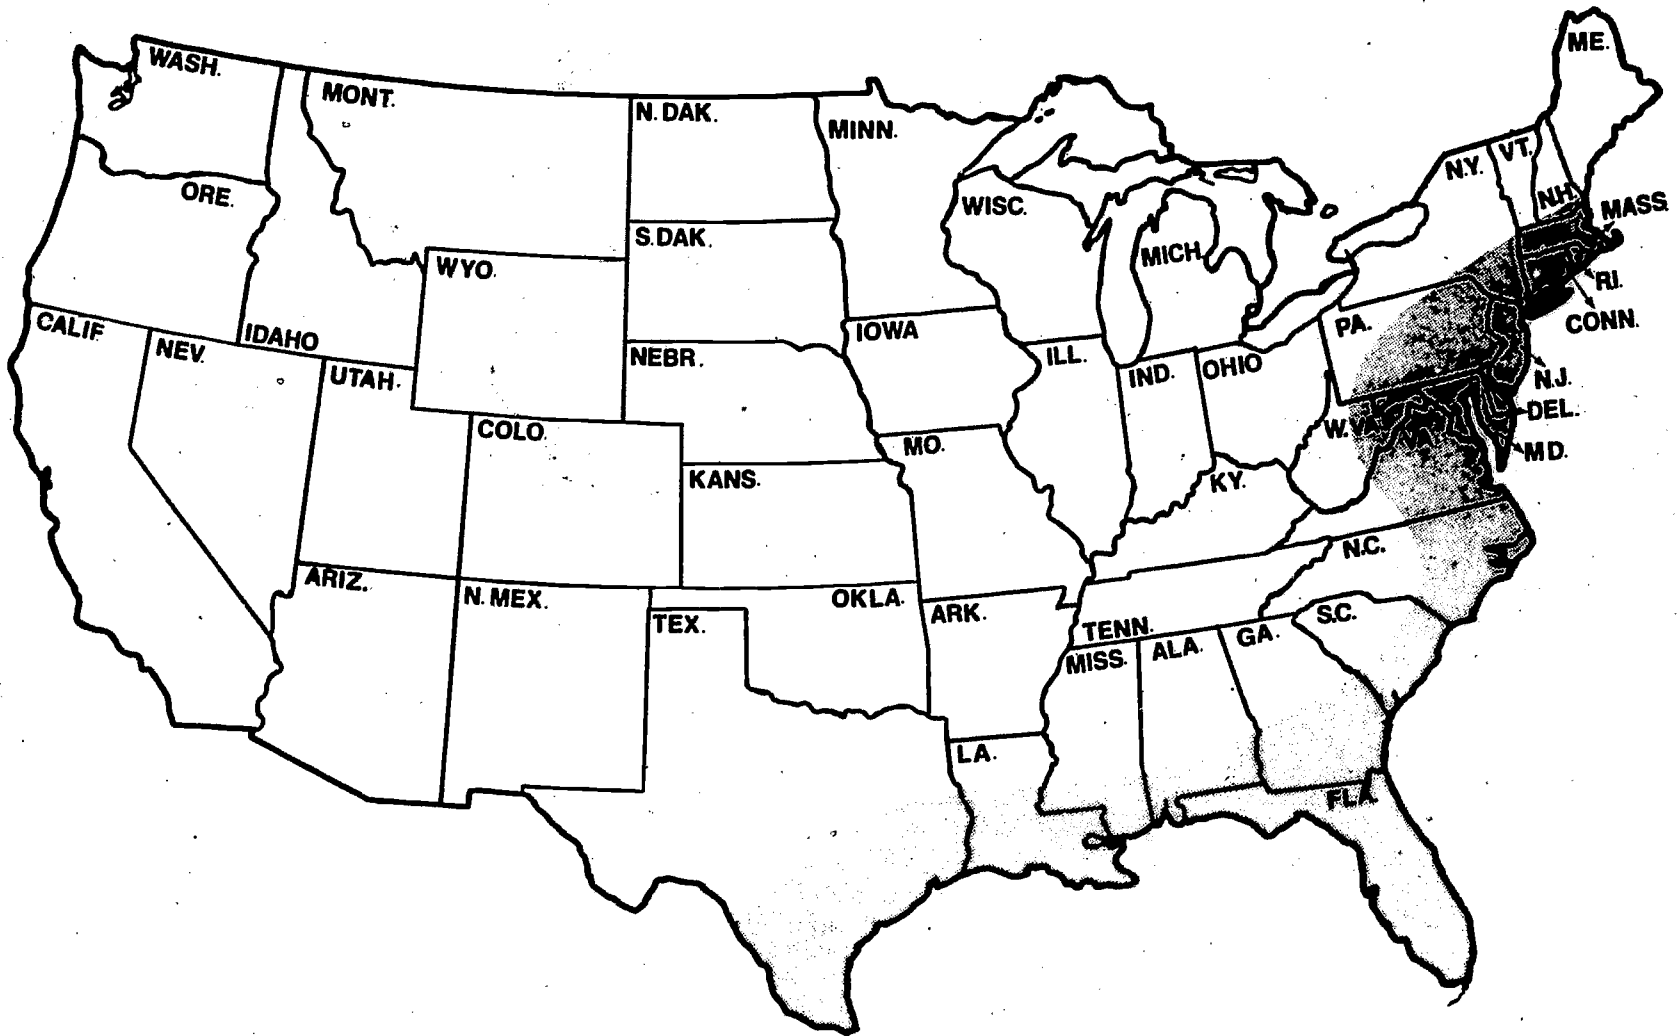 WASH.
MONT.
N. DAK.
MINN.
ME.
ORE.
IDAHO
WYO.
S. DAK.
WISC.
MICH.
N.Y.
VT.
N.H.
MASS.
R.I.
CONN.
CALIF.
NEV.
UTAH.
COLO.
NEBR.
IOWA
ILL.
IND.
OHIO
PA.
N.J.
DEL.
MD.
W. VA.
KANS.
MO.
KY.
ARIZ.
N. MEX.
OKLA.
TEX.
ARK.
TENN.
N.C.
S.C.
MISS.
ALA.
GA.
LA.
FLA.